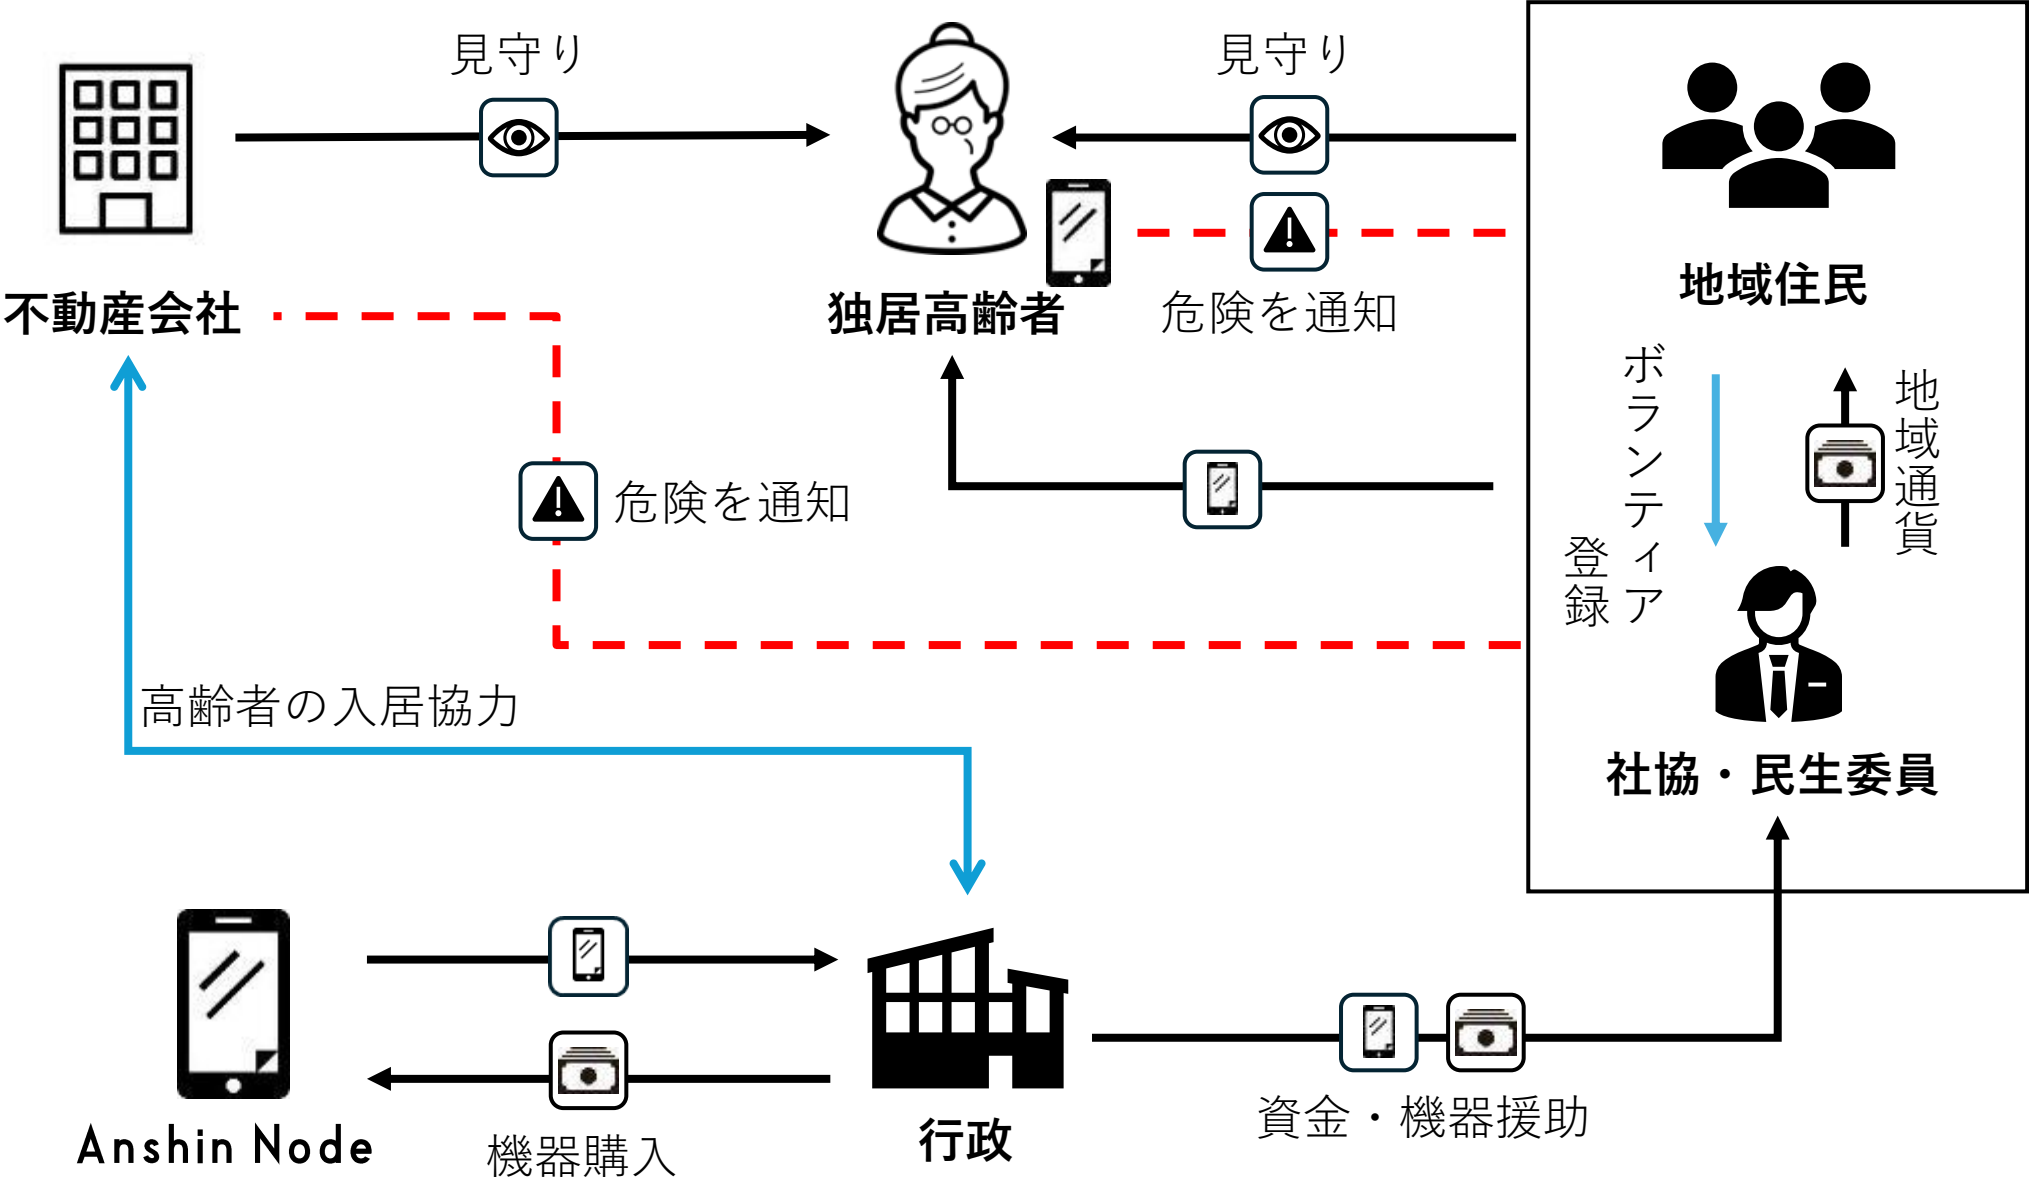 見守り
見守り
不動産会社
独居高齢者
危険を通知
地域住民
ボランティア
登録
地域通貨
危険を通知
高齢者の入居協力
社協・民生委員
Anshin Node
機器購入
行政
資金・機器援助